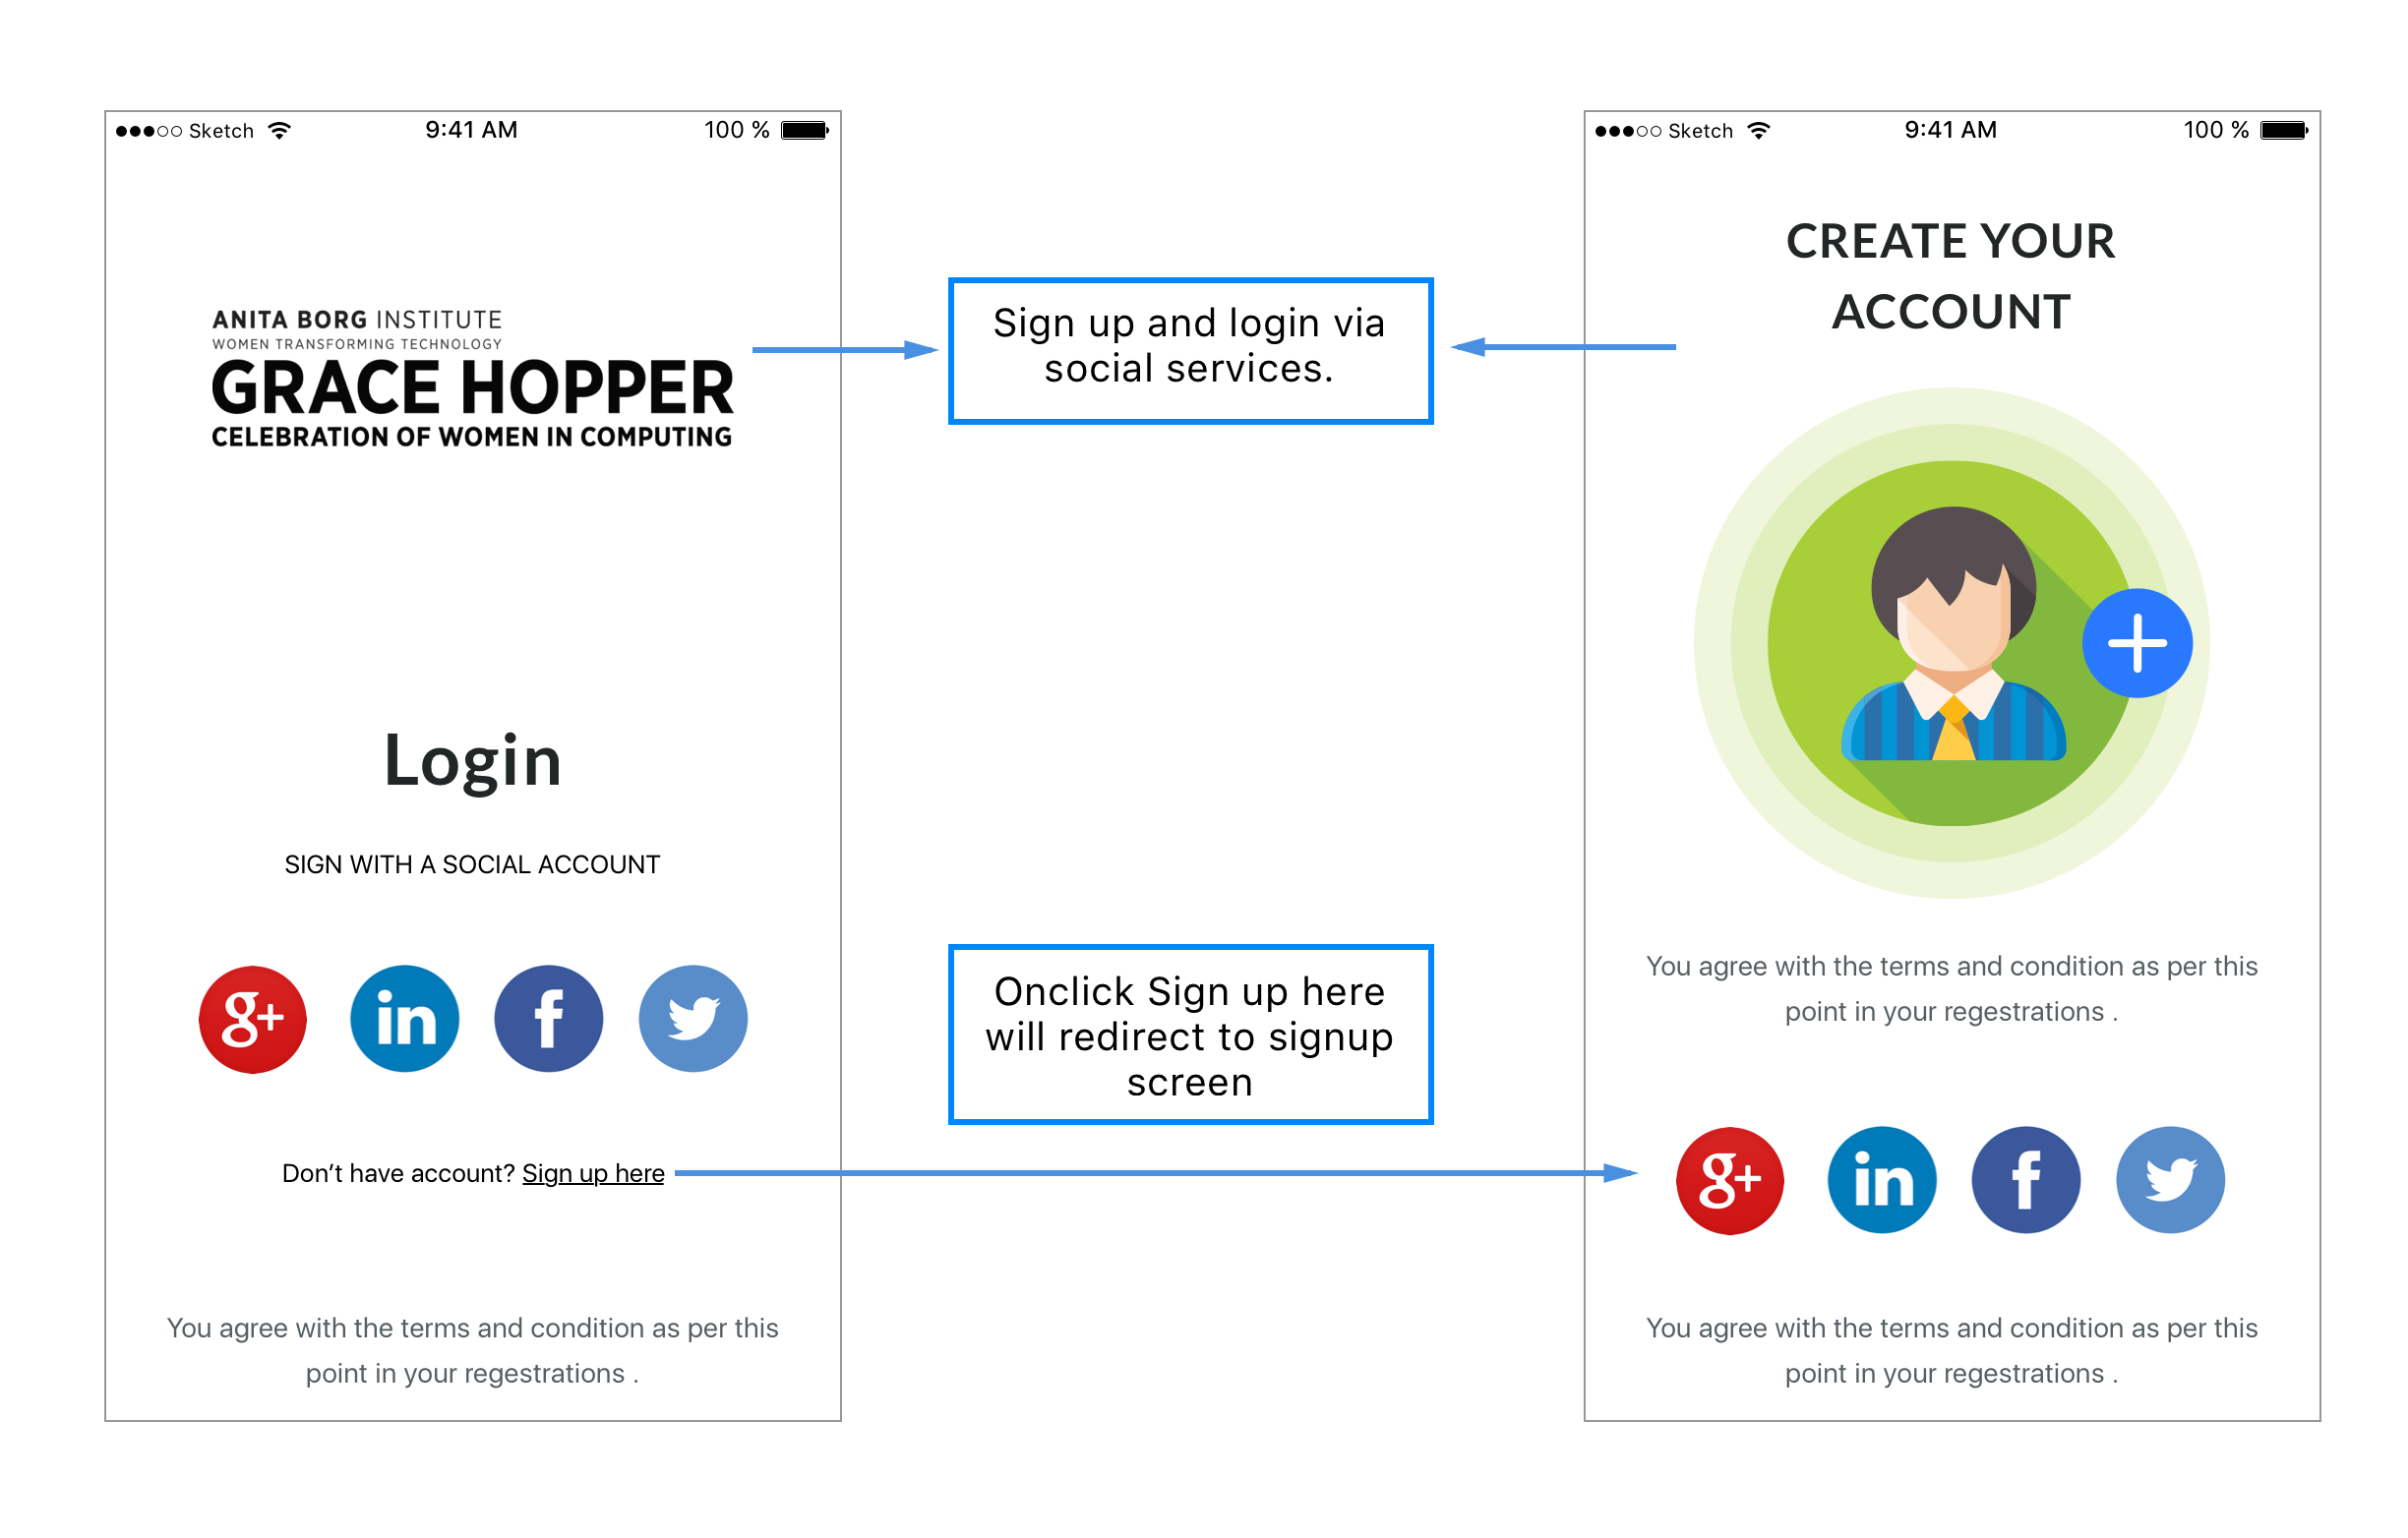 Sketch 9:41 AM 100 %
ANITA BORG INSTITUTE
WOMEN TRANSFORMING TECHNOLOGY
GRACE HOPPER
CELEBRATION OF WOMEN IN COMPUTING
Login
SIGN WITH A SOCIAL ACCOUNT
g+ in f
Don’t have account? Sign up here
You agree with the terms and condition as per this
point in your regestrations .
Sign up and login via
social services.
Onclick Sign up here
will redirect to signup
screen
Sketch 9:41 AM 100 %
CREATE YOUR
ACCOUNT
You agree with the terms and condition as per this
point in your regestrations .
g+ in f
You agree with the terms and condition as per this
point in your regestrations .